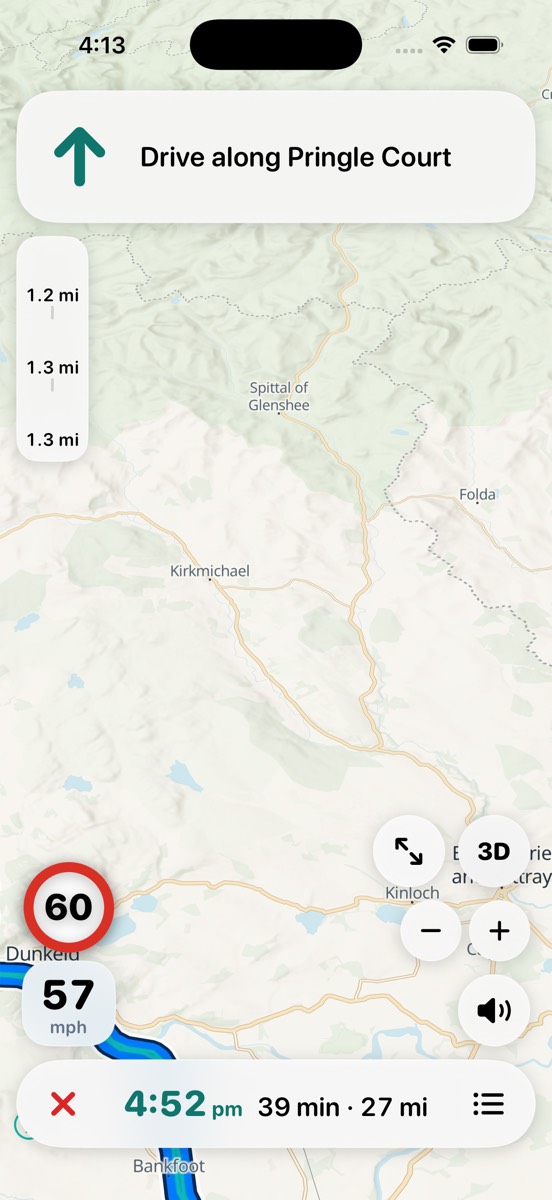 4:13
Drive along Pringle Court
1.2 mi
1.3 mi
1.3 mi
Spittal of
Glenshee
Folda
Kirkmichael
3D
Kinloch
60
Dunkeld
57
mph
4:52 pm 39 min · 27 mi
Bankfoot